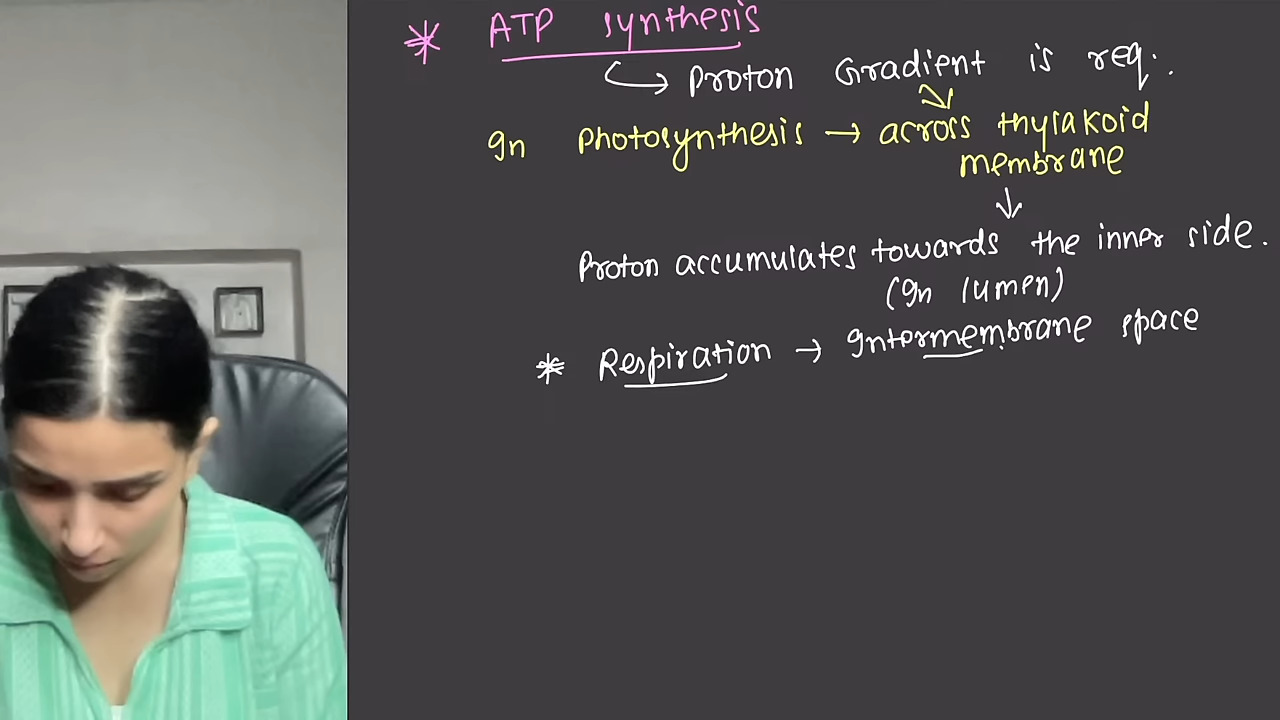 * ATP synthesis
↳ Proton Gradient is req.
In Photosynthesis → across thylakoid
membrane
↓
Proton accumulates towards the inner side.
(In lumen)
* Respiration → Intermembrane space